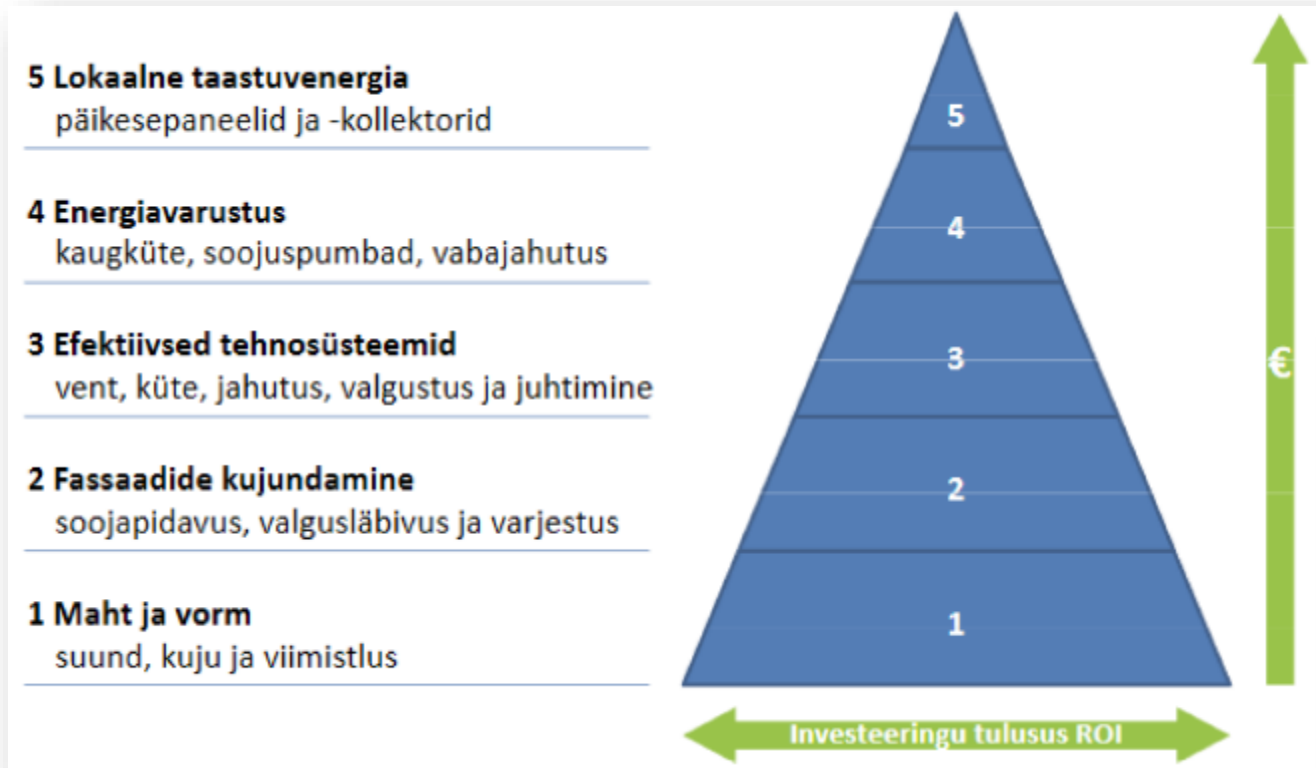 5 Lokaalne taastuvenergia
päikesepaneelid ja -kollektorid
4 Energiavarustus
kaugküte, soojuspumbad, vabajahutus
3 Efektiivsed tehnosüsteemid
vent, küte, jahutus, valgustus ja juhtimine
2 Fassaadide kujundamine
soojapidavus, valgusläbivus ja varjestus
1 Maht ja vorm
suund, kuju ja viimistlus
5
4
3
2
1
€
Investeeringu tulusus ROI